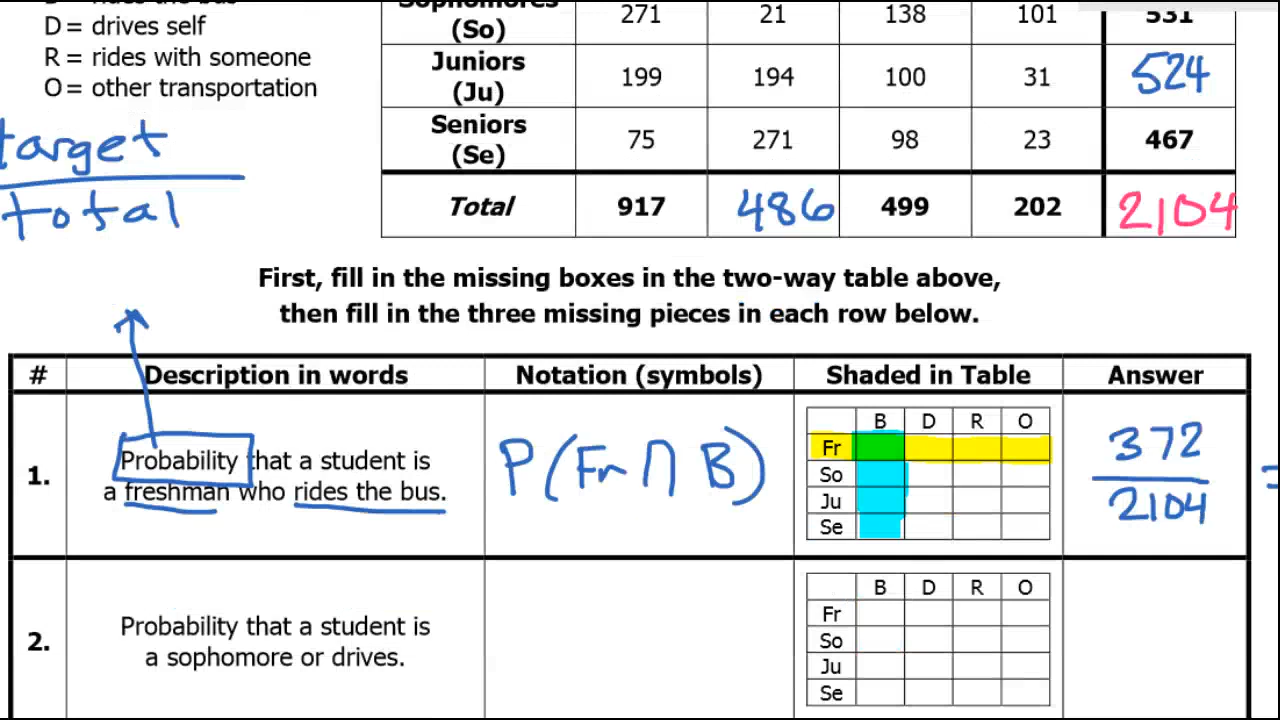 D = drives self
R = rides with someone
O = other transportation
target
total
Sophomores (So) 271 21 138 101 531
Juniors (Ju) 199 194 100 31 524
Seniors (Se) 75 271 98 23 467
Total 917 486 499 202 2104
First, fill in the missing boxes in the two-way table above,
then fill in the three missing pieces in each row below.
# Description in words Notation (symbols) Shaded in Table Answer
1. Probability that a student is
a freshman who rides the bus.
P(Fr ∩ B)
B D R O
Fr
So
Ju
Se
372
2104
=
2. Probability that a student is
a sophomore or drives.
B D R O
Fr
So
Ju
Se